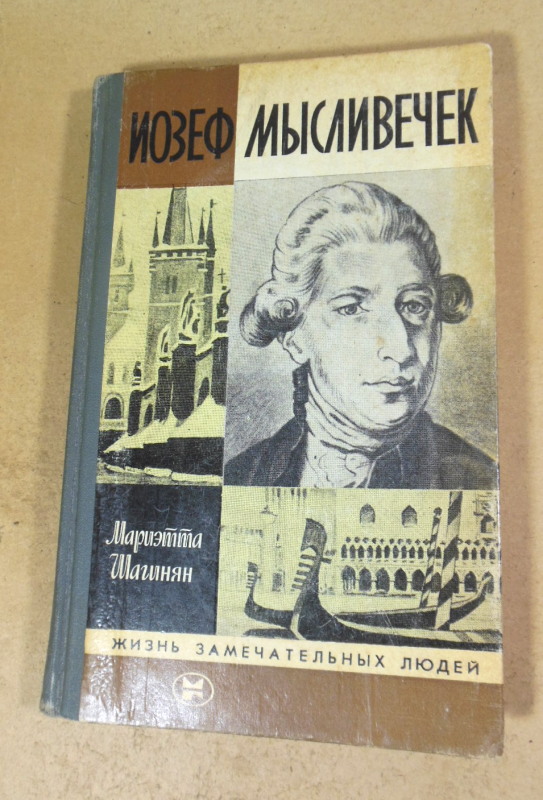 ИОЗЕФ МЫСЛИВЕЧЕК
Мариэтта
Шагинян
ЖИЗНЬ ЗАМЕЧАТЕЛЬНЫХ ЛЮДЕЙ